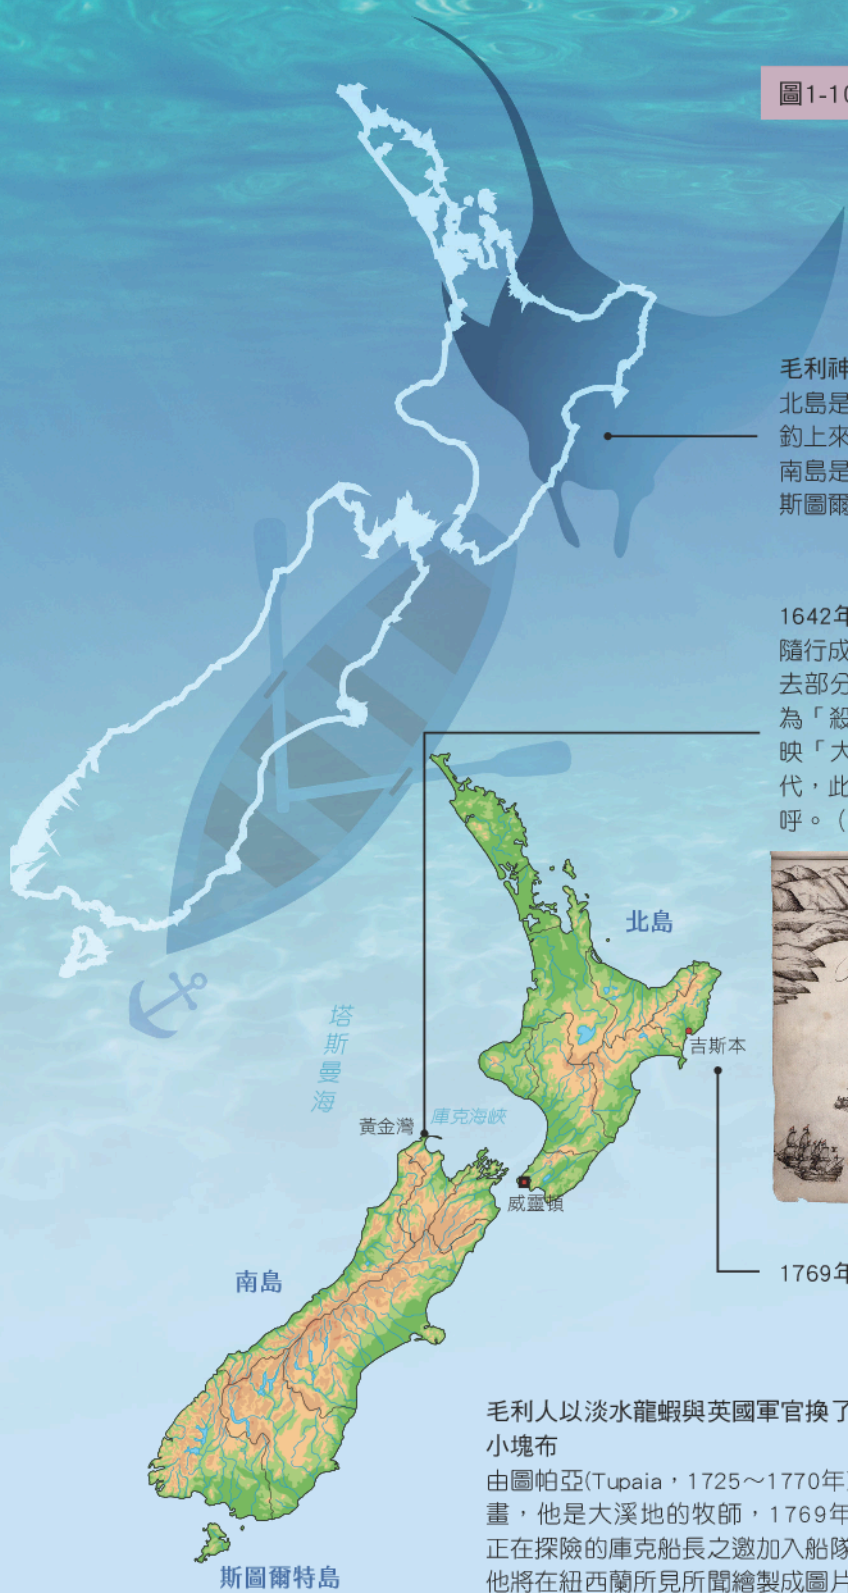 圖1-10
毛利神
北島是
釣上來
南島是
斯圖爾
1642年
隨行成
去部分
為「殺
映「大
代，此
呼。（
北島
塔斯曼海
吉斯本
黃金灣
庫克海峽
威靈頓
南島
1769年
毛利人以淡水龍蝦與英國軍官換了
小塊布
由圖帕亞(Tupaia，1725～1770年
畫，他是大溪地的牧師，1769年
正在探險的庫克船長之邀加入船隊
他將在紐西蘭所見所聞繪製成圖片
斯圖爾特島